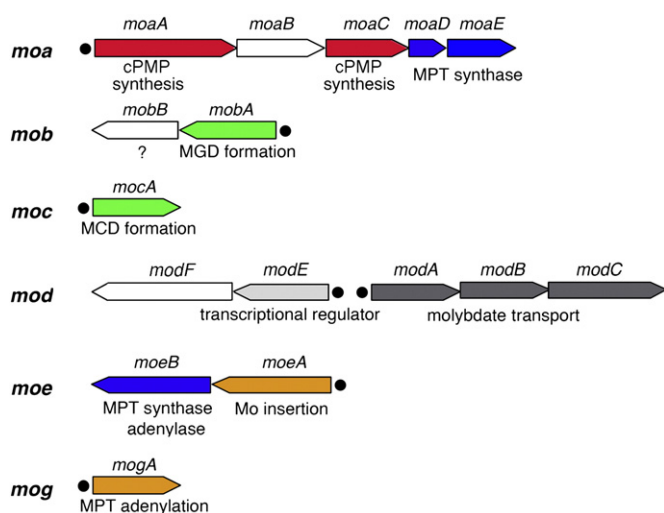 moaA moaB moaC moaD moaE
moa
cPMP cPMP MPT synthase
synthesis synthesis
mobB mobA
mob
? MGD formation
mocA
moc
MCD formation
modF modE modA modB modC
mod
transcriptional regulator molybdate transport
moeB moeA
moe
MPT synthase Mo insertion
adenylase
mogA
mog
MPT adenylation